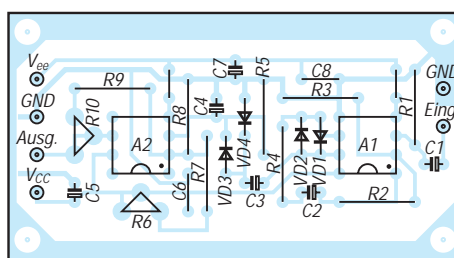 Vee
GND
Ausg.
Vcc
R9
R10
A2
C5
R6
R8
C4
C7
R5
C6
R7
VD3
VD4
C3
C8
R3
R4
VD2
VD1
C2
A1
R1
R2
C1
GND
Eing.